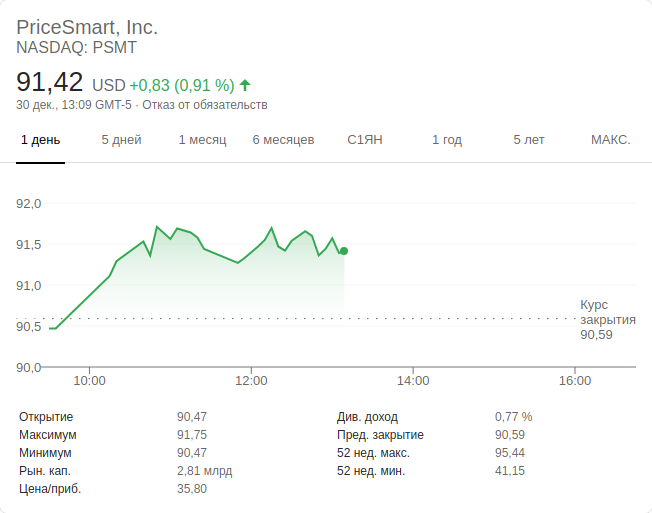 PriceSmart, Inc.
NASDAQ: PSMT
91,42 USD +0,83 (0,91 %)
30 дек., 13:09 GMT-5 · Отказ от обязательств
1 день 5 дней 1 месяц 6 месяцев С1ЯН 1 год 5 лет МАКС.
92,0
91,5
91,0
Курс
закрытия
90,5
90,59
90,0
10:00 12:00 14:00 16:00
Открытие 90,47 Див. доход 0,77 %
Максимум 91,75 Пред. закрытие 90,59
Минимум 90,47 52 нед. макс. 95,44
Рын. кап. 2,81 млрд 52 нед. мин. 41,15
Цена/приб. 35,80